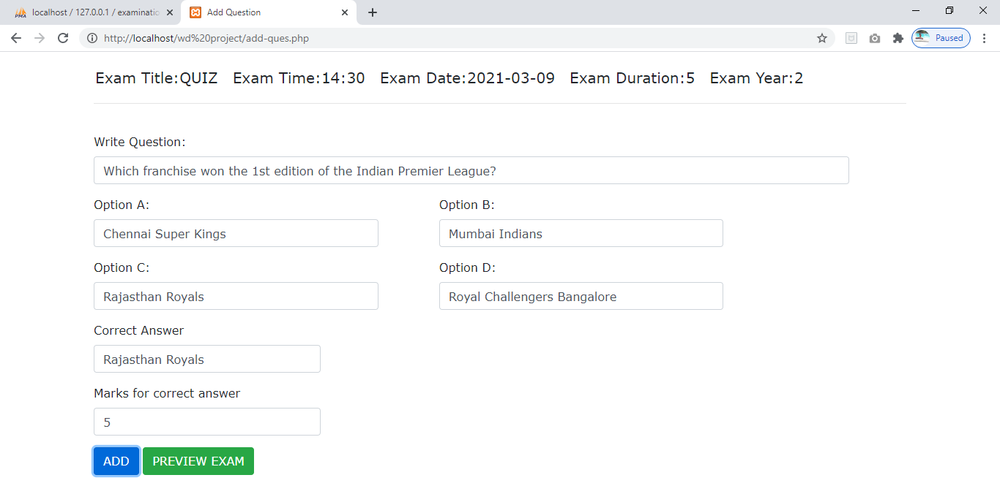 localhost / 127.0.0.1 / examinatio
Add Question
http://localhost/wd%20project/add-ques.php
Paused
Exam Title:QUIZ Exam Time:14:30 Exam Date:2021-03-09 Exam Duration:5 Exam Year:2
Write Question:
Which franchise won the 1st edition of the Indian Premier League?
Option A: Option B:
Chennai Super Kings Mumbai Indians
Option C: Option D:
Rajasthan Royals Royal Challengers Bangalore
Correct Answer
Rajasthan Royals
Marks for correct answer
5
ADD PREVIEW EXAM